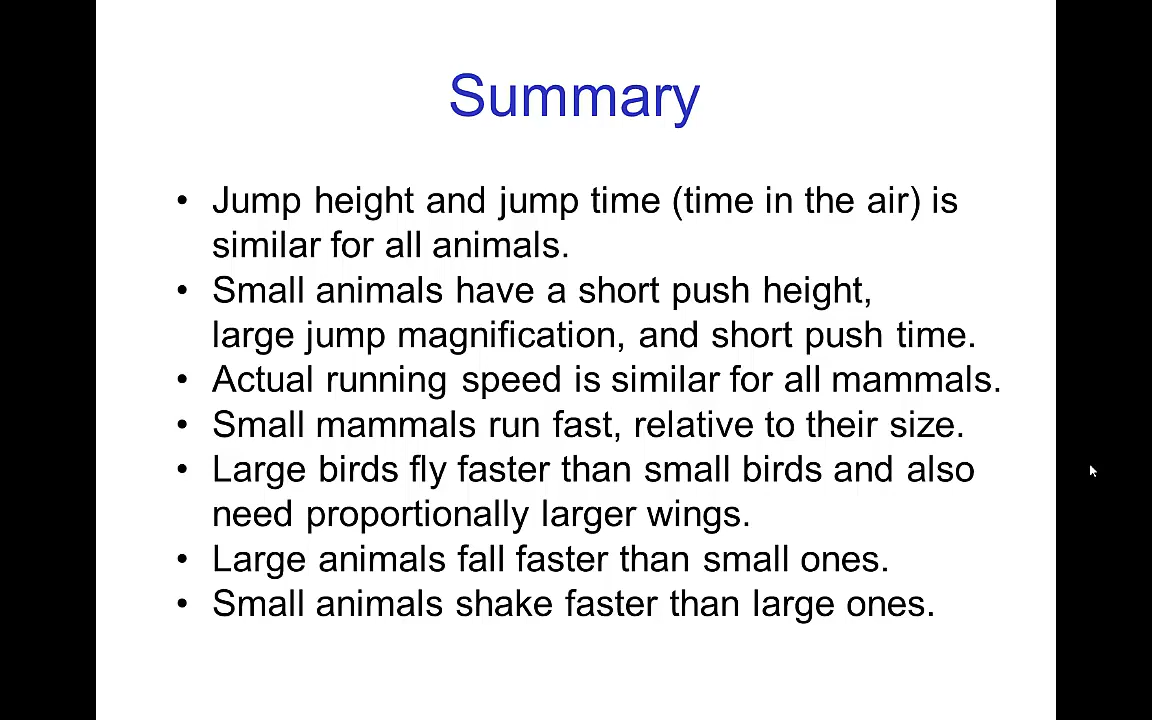 Summary
• Jump height and jump time (time in the air) is
similar for all animals.
• Small animals have a short push height,
large jump magnification, and short push time.
• Actual running speed is similar for all mammals.
• Small mammals run fast, relative to their size.
• Large birds fly faster than small birds and also
need proportionally larger wings.
• Large animals fall faster than small ones.
• Small animals shake faster than large ones.